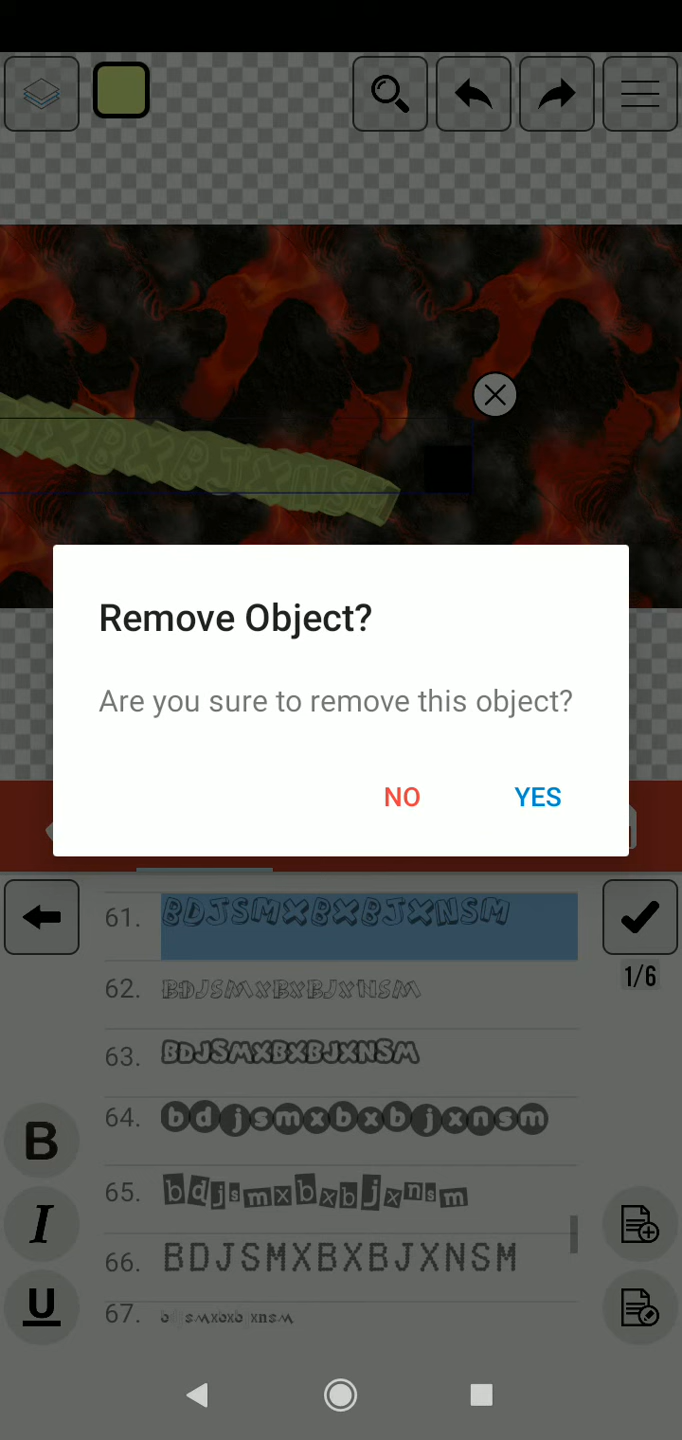 BXBXBJXNSM
Remove Object?
Are you sure to remove this object?
NO YES
61. BDJSMXBXBJXNSM
1/6
62. BDJSMXBXBJXNSM
63. BDJSMXBXBJXNSM
64. bdjsmxbxbjxnsm
B
65. bdjsmxbxbjxnsm
I
66. BDJSMXBXBJXNSM
U
67.